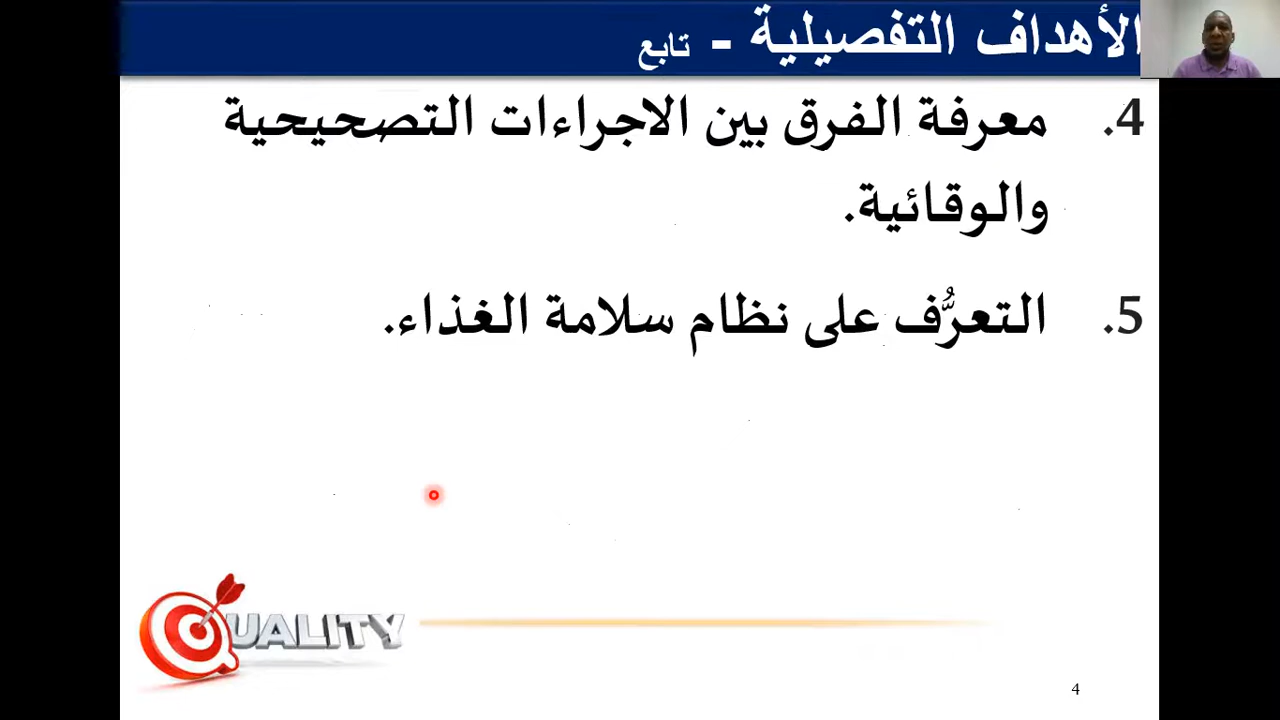 الأهداف التفصيلية - تابع
4. معرفة الفرق بين الاجراءات التصحيحية
والوقائية.
5. التعرُّف على نظام سلامة الغذاء.
QUALITY
4